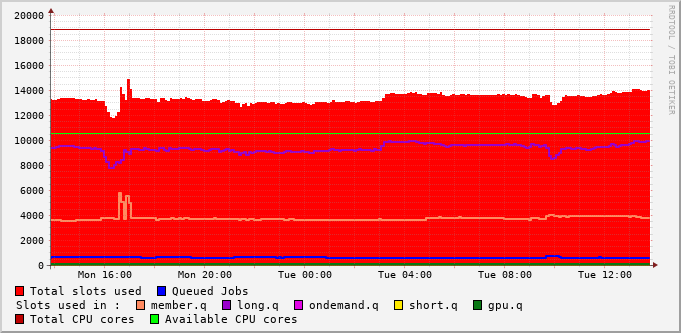 20000
18000
16000
14000
12000
10000
8000
6000
4000
2000
0
Mon 16:00 Mon 20:00 Tue 00:00 Tue 04:00 Tue 08:00 Tue 12:00
RRDTOOL / TOBI OETIKER
Total slots used Queued Jobs
Slots used in : member.q long.q ondemand.q short.q gpu.q
Total CPU cores Available CPU cores